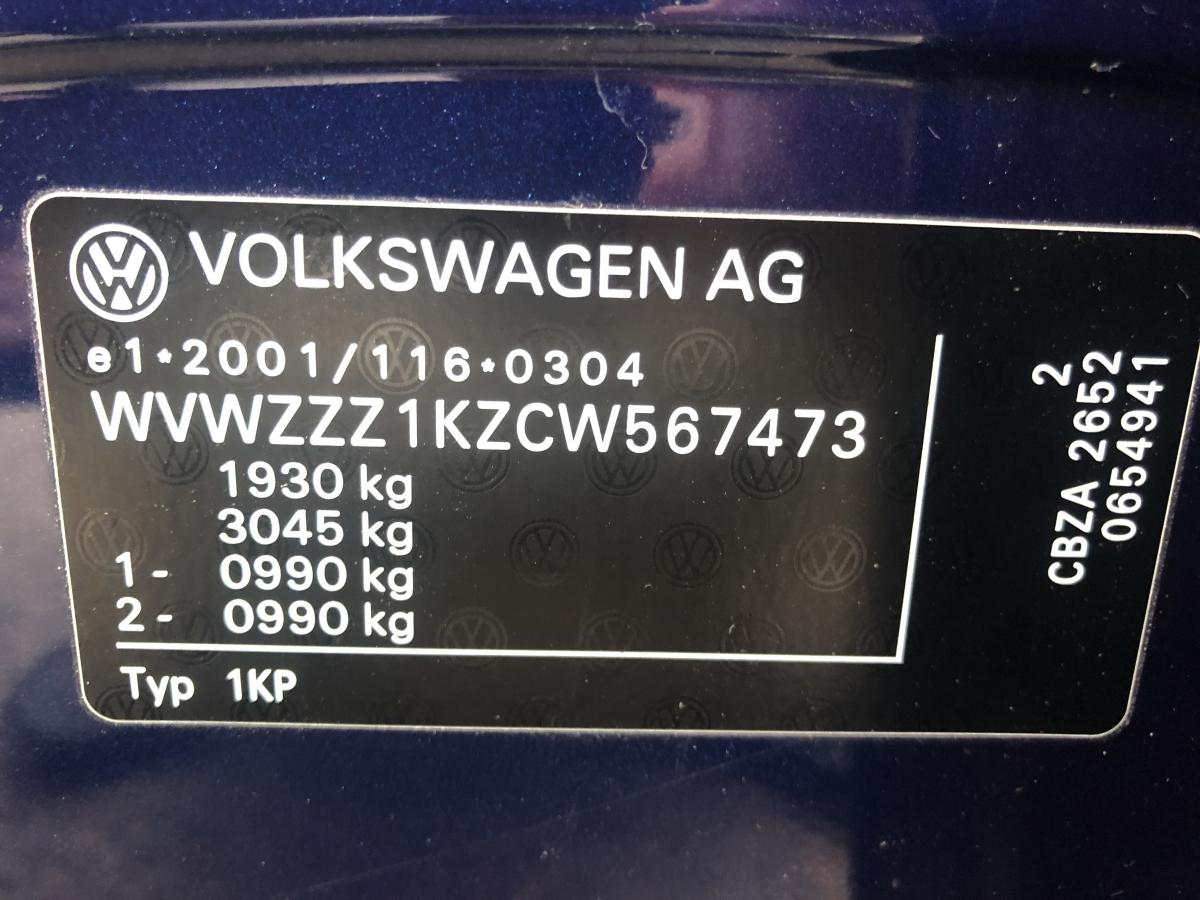 VOLKSWAGEN AG
e1*2001/116*0304
WVWZZZ1KZCW567473
1930 kg
3045 kg
1- 0990 kg
2- 0990 kg
Typ 1KP
2
CBZA 2652
0654941